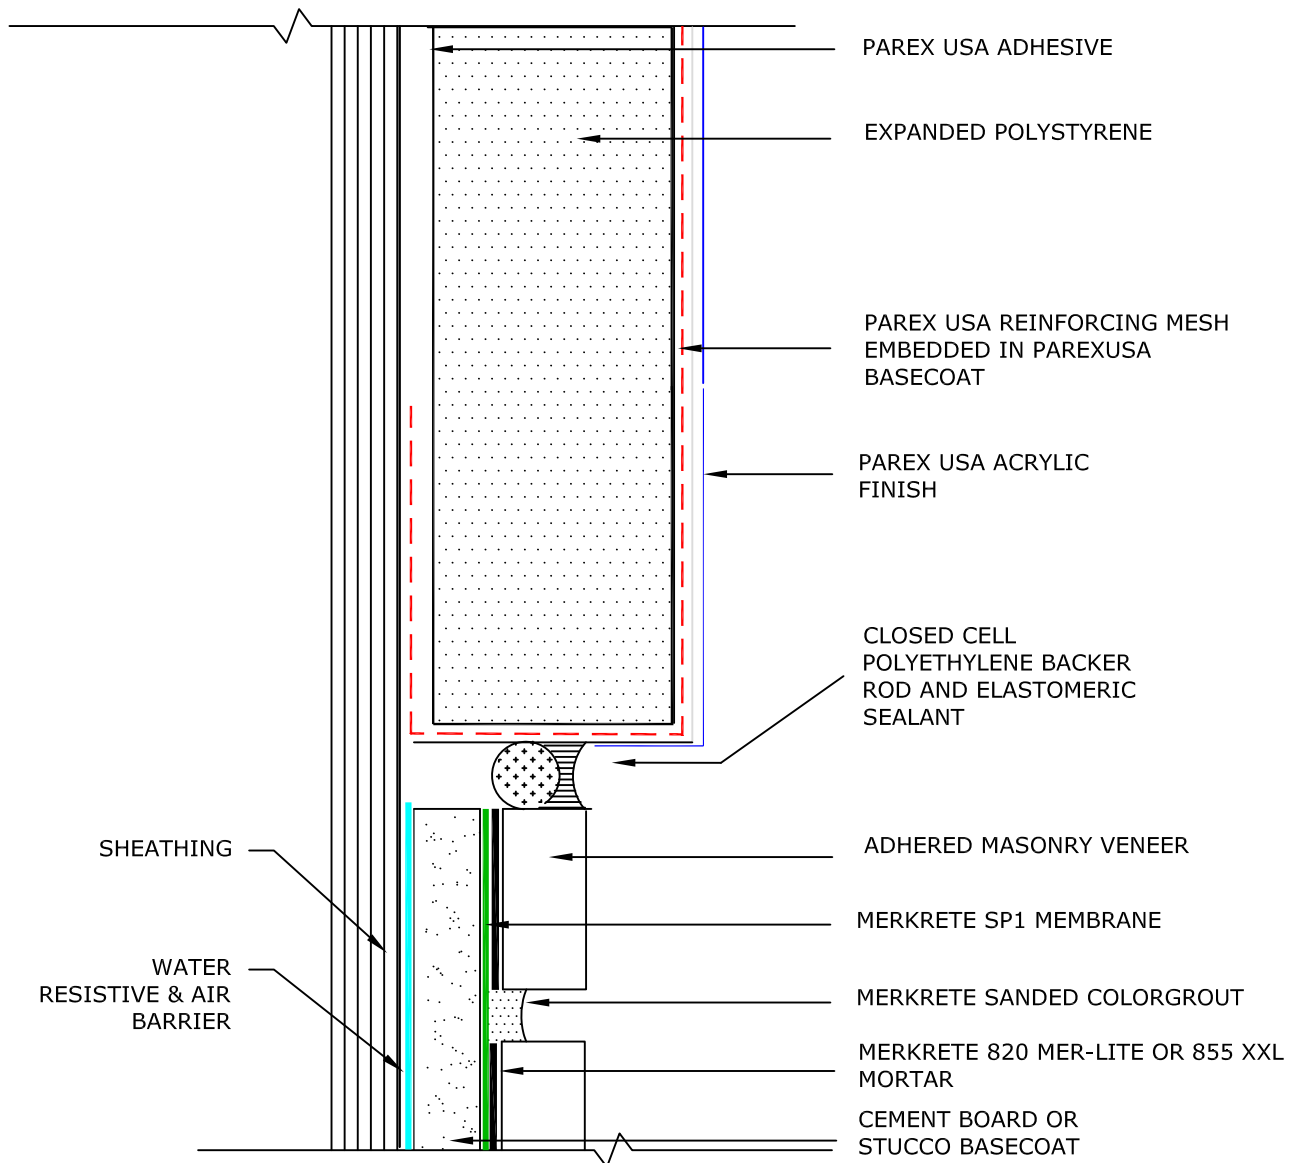 PAREX USA ADHESIVE
EXPANDED POLYSTYRENE
PAREX USA REINFORCING MESH
EMBEDDED IN PAREXUSA
BASECOAT
PAREX USA ACRYLIC
FINISH
CLOSED CELL
POLYETHYLENE BACKER
ROD AND ELASTOMERIC
SEALANT
SHEATHING
ADHERED MASONRY VENEER
MERKRETE SP1 MEMBRANE
WATER
RESISTIVE & AIR
BARRIER
MERKRETE SANDED COLORGROUT
MERKRETE 820 MER-LITE OR 855 XXL
MORTAR
CEMENT BOARD OR
STUCCO BASECOAT